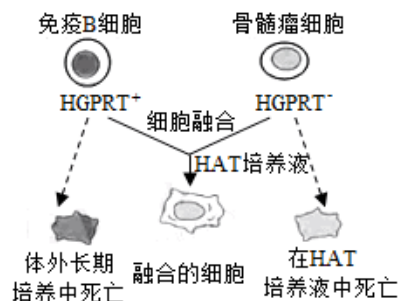 免疫B细胞
骨髓瘤细胞
HGPRT+
HGPRT-
细胞融合
HAT培养液
体外长期
培养中死亡
融合的细胞
在HAT
培养液中死亡